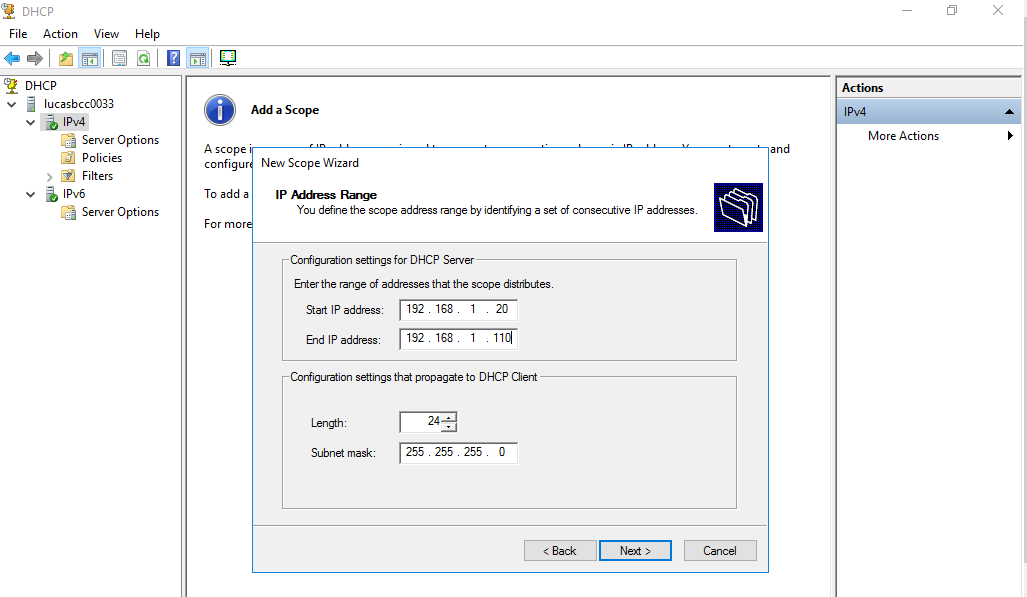 DHCP
File Action View Help
DHCP
lucasbcc0033
IPv4
Server Options
Policies
Filters
IPv6
Server Options
Add a Scope
A scope i
and
configure
To add a
For more
New Scope Wizard
IP Address Range
You define the scope address range by identifying a set of consecutive IP addresses.
Configuration settings for DHCP Server
Enter the range of addresses that the scope distributes.
Start IP address: 192 . 168 . 1 . 20
End IP address: 192 . 168 . 1 . 110
Configuration settings that propagate to DHCP Client
Length: 24
Subnet mask: 255 . 255 . 255 . 0
< Back Next > Cancel
Actions
IPv4
More Actions